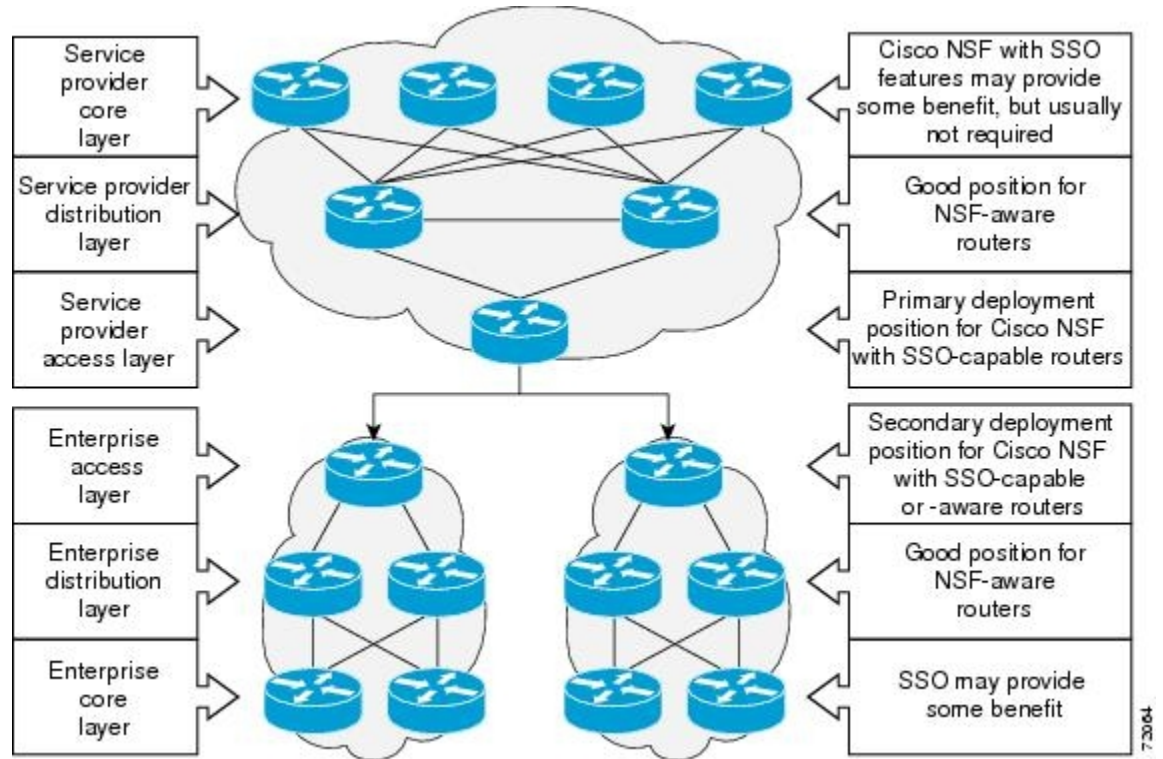 Service
provider
core
layer
Cisco NSF with SSO
features may provide
some benefit, but usually
not required
Service provider
distribution
layer
Good position for
NSF-aware
routers
Service
provider
access layer
Primary deployment
position for Cisco NSF
with SSO-capable routers
Enterprise
access
layer
Secondary deployment
position for Cisco NSF
with SSO-capable
or -aware routers
Enterprise
distribution
layer
Good position for
NSF-aware
routers
Enterprise
core
layer
SSO may provide
some benefit
72064